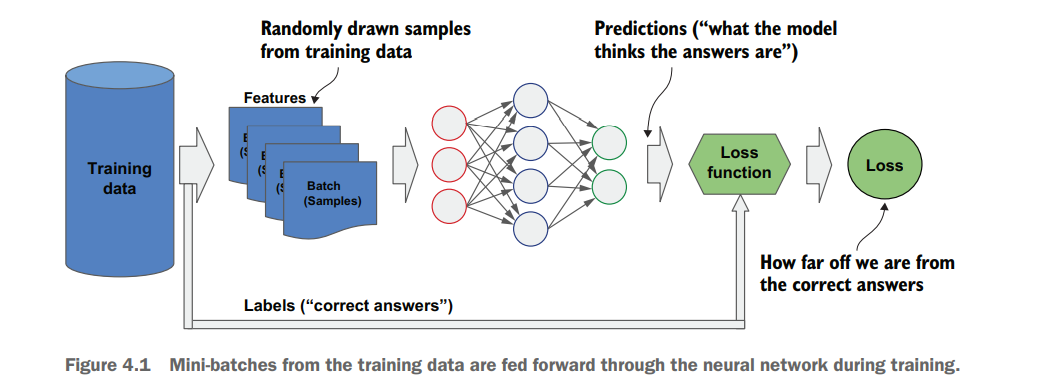 Randomly drawn samples
from training data
Predictions (“what the model
thinks the answers are”)
Features
Training
data
Batch
(Samples)
Loss
function
Loss
How far off we are from
the correct answers
Labels (“correct answers”)
Figure 4.1 Mini-batches from the training data are fed forward through the neural network during training.